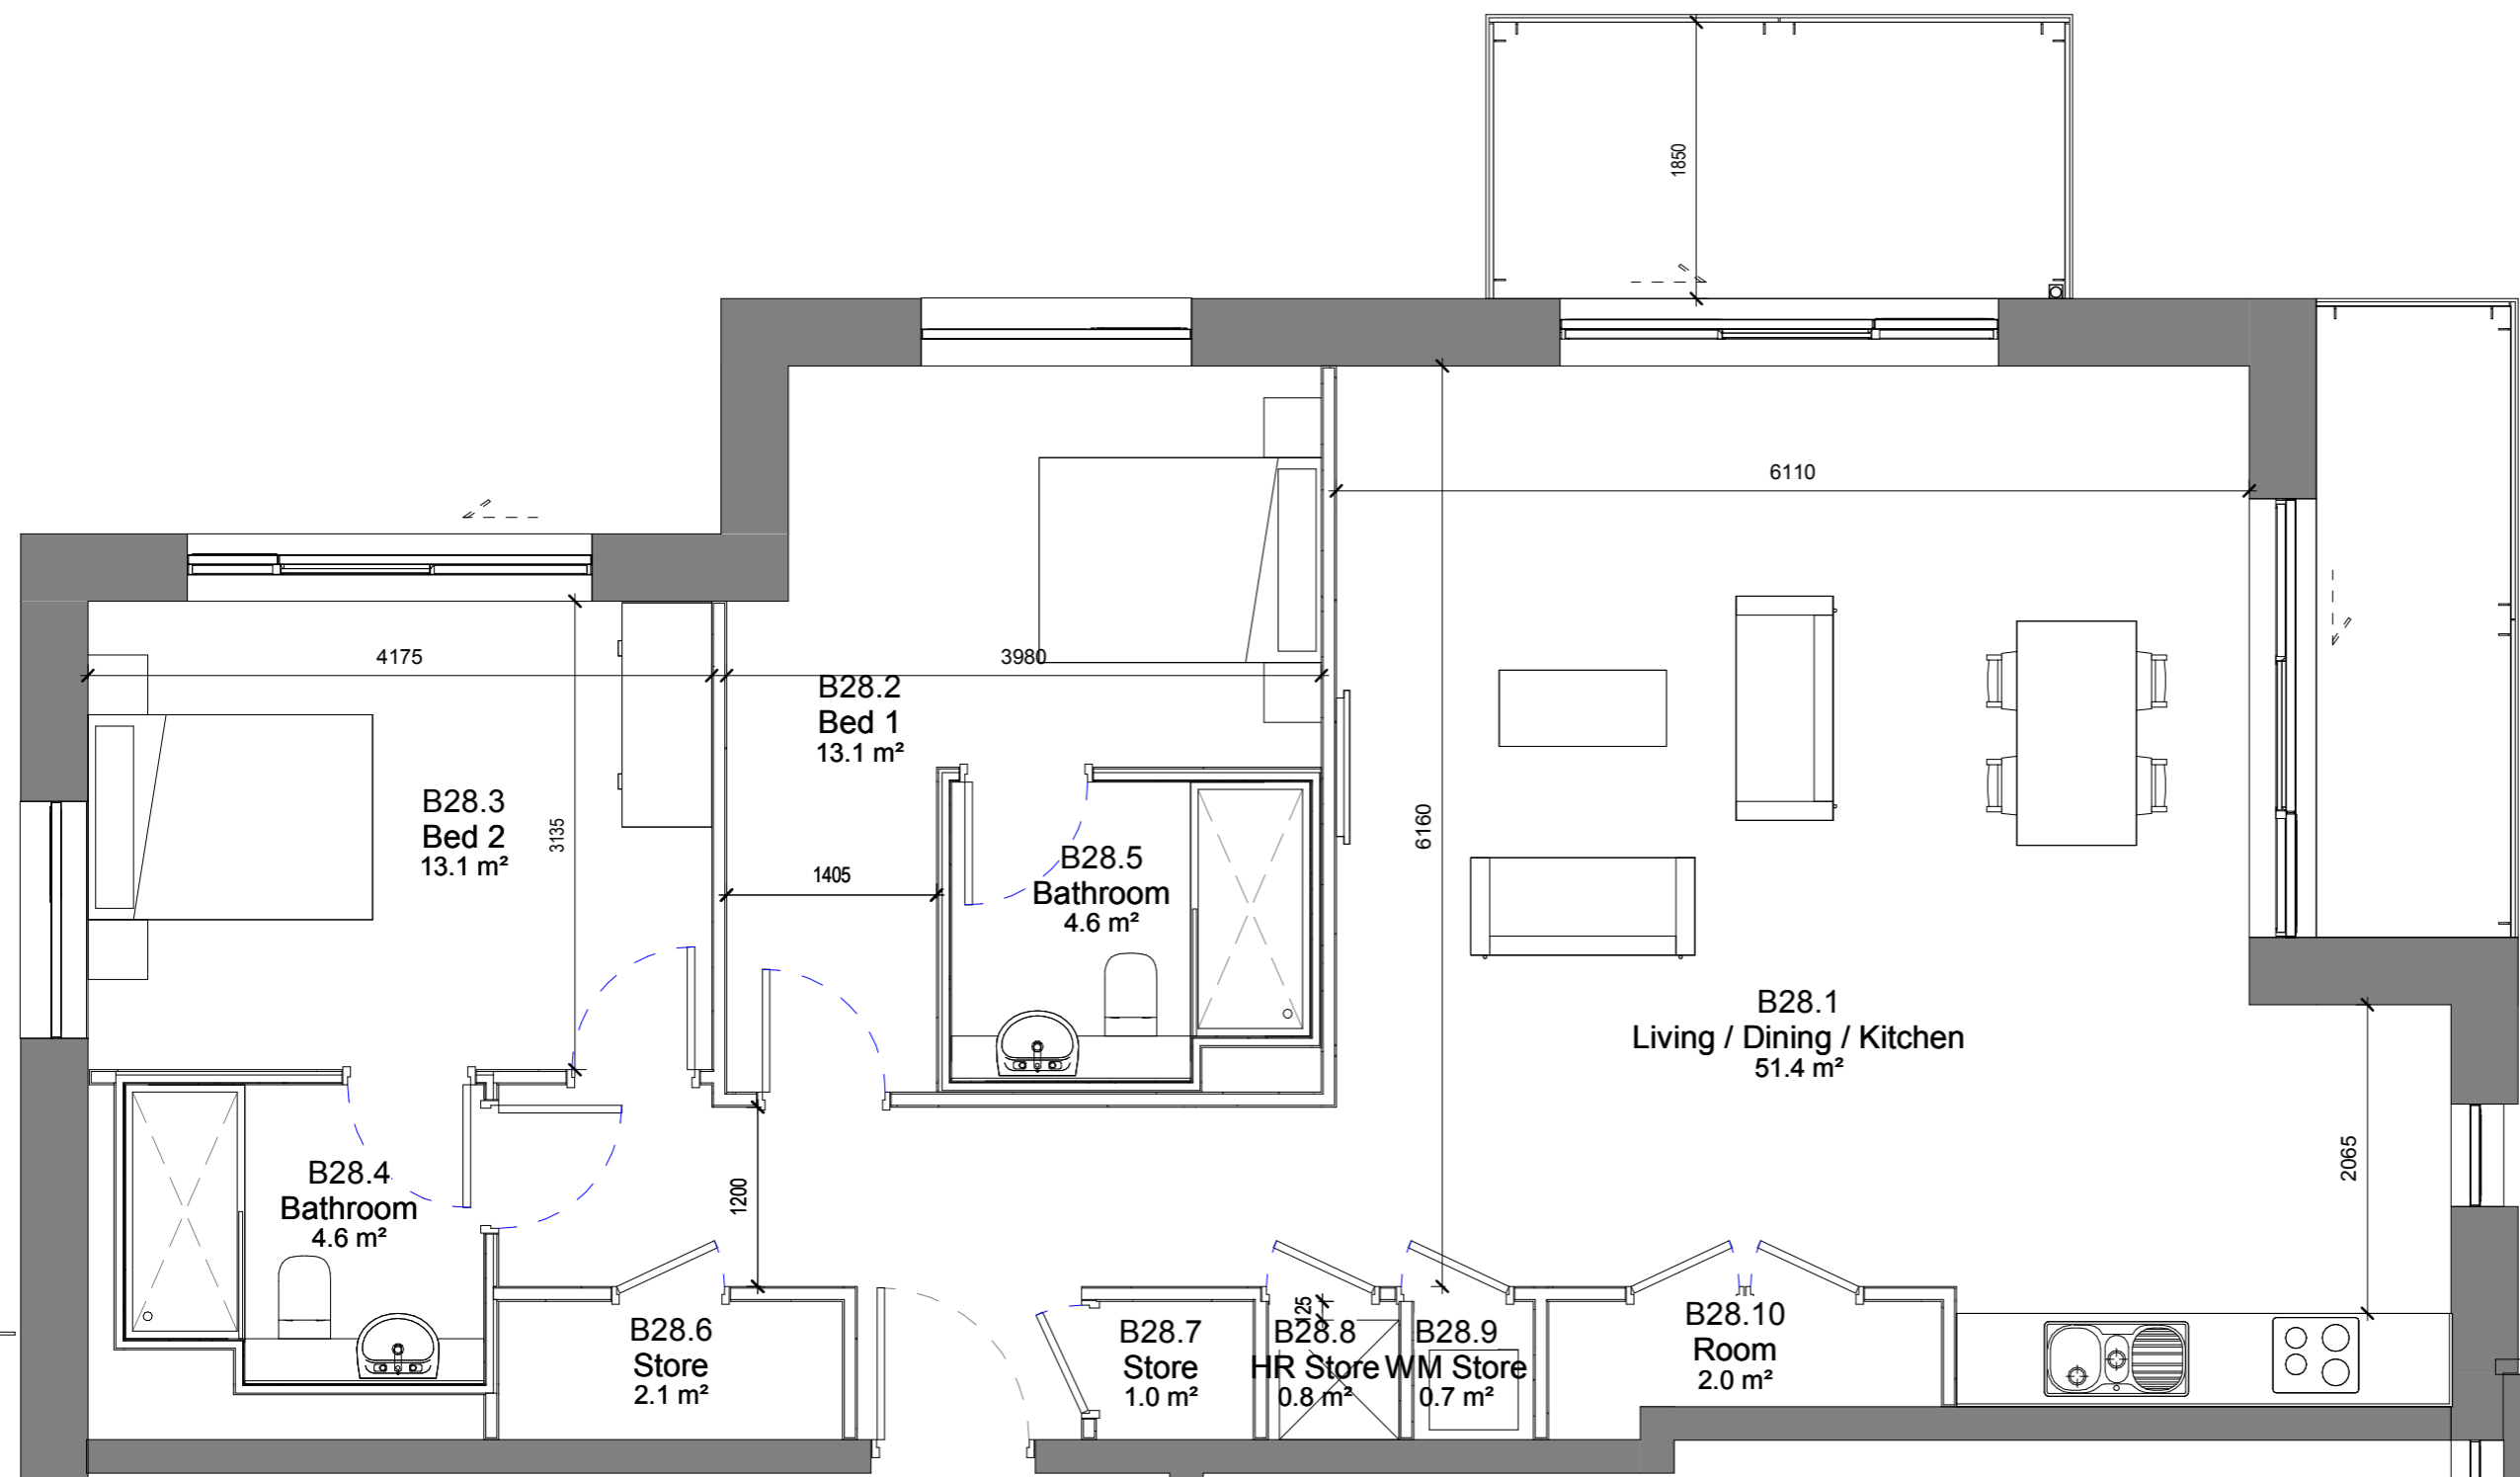 1850
6110
4175
3980
B28.2
Bed 1
13.1 m²
B28.3
Bed 2
13.1 m²
3135
6160
1405
B28.5
Bathroom
4.6 m²
B28.1
Living / Dining / Kitchen
51.4 m²
2065
B28.4
Bathroom
4.6 m²
1200
B28.6
Store
2.1 m²
B28.7
Store
1.0 m²
125
B28.8
HR Store
0.8 m²
B28.9
WM Store
0.7 m²
B28.10
Room
2.0 m²